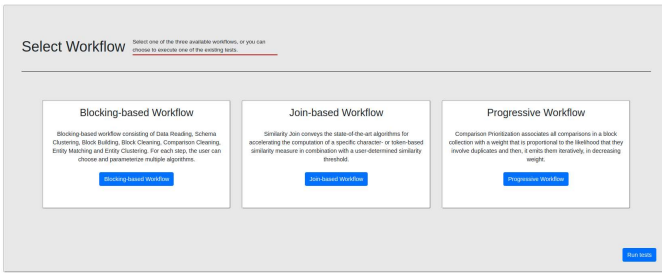 Select Workflow
Select one of the three available workflows, or you can
choose to execute one of the existing tests.
Blocking-based Workflow
Blocking-based workflow consisting of Data Reading, Schema
Clustering, Block Building, Block Cleaning, Comparison Cleaning,
Entity Matching and Entity Clustering. For each step, the user can
choose and parameterize multiple algorithms.
Blocking-based Workflow
Join-based Workflow
Similarity Join conveys the state-of-the-art algorithms for
accelerating the computation of a specific character- or token-based
similarity measure in combination with a user-determined similarity
threshold.
Join-based Workflow
Progressive Workflow
Comparison Prioritization associates all comparisons in a block
collection with a weight that is proportional to the likelihood that they
involve duplicates and then, it emits them iteratively, in decreasing
weight.
Progressive Workflow
Run tests